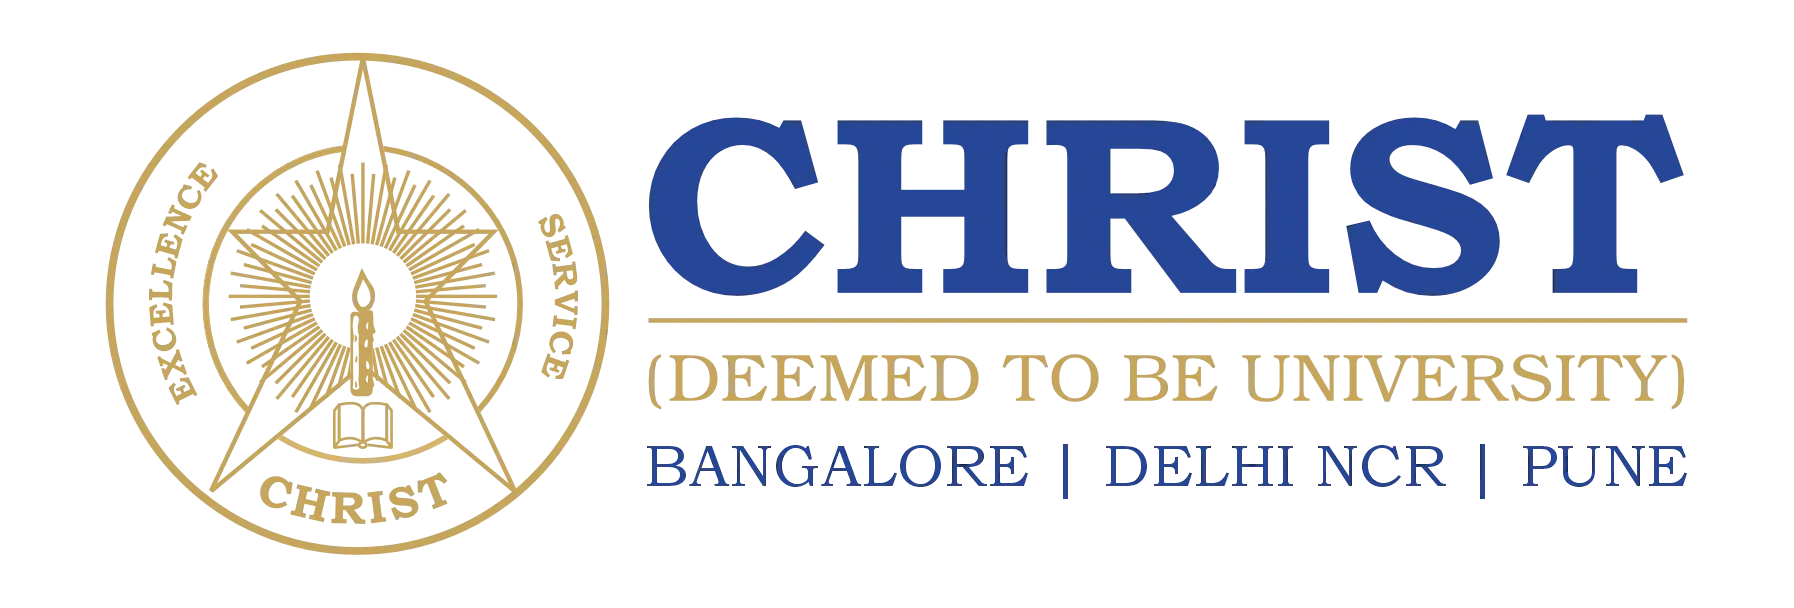 EXCELLENCE
SERVICE
CHRIST
CHRIST
(DEEMED TO BE UNIVERSITY)
BANGALORE | DELHI NCR | PUNE